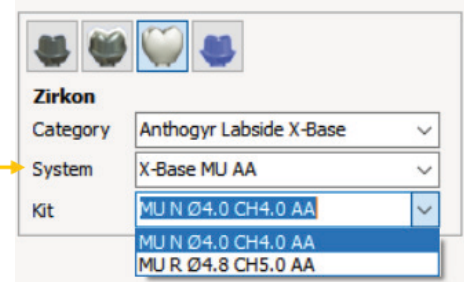 Zirkon
Category Anthogyr Labside X-Base
System X-Base MU AA
Kit MU N Ø4.0 CH4.0 AA
MU N Ø4.0 CH4.0 AA
MU R Ø4.8 CH5.0 AA